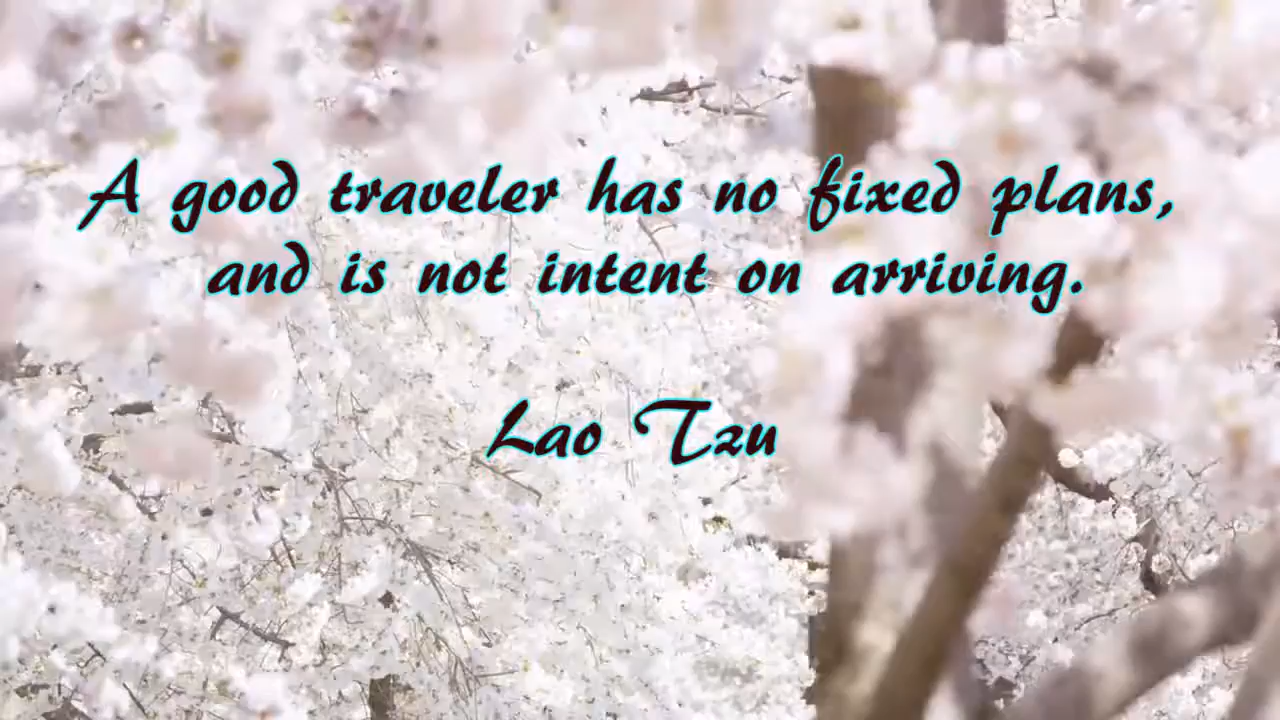 A good traveler has no fixed plans,
and is not intent on arriving.
Lao Tzu